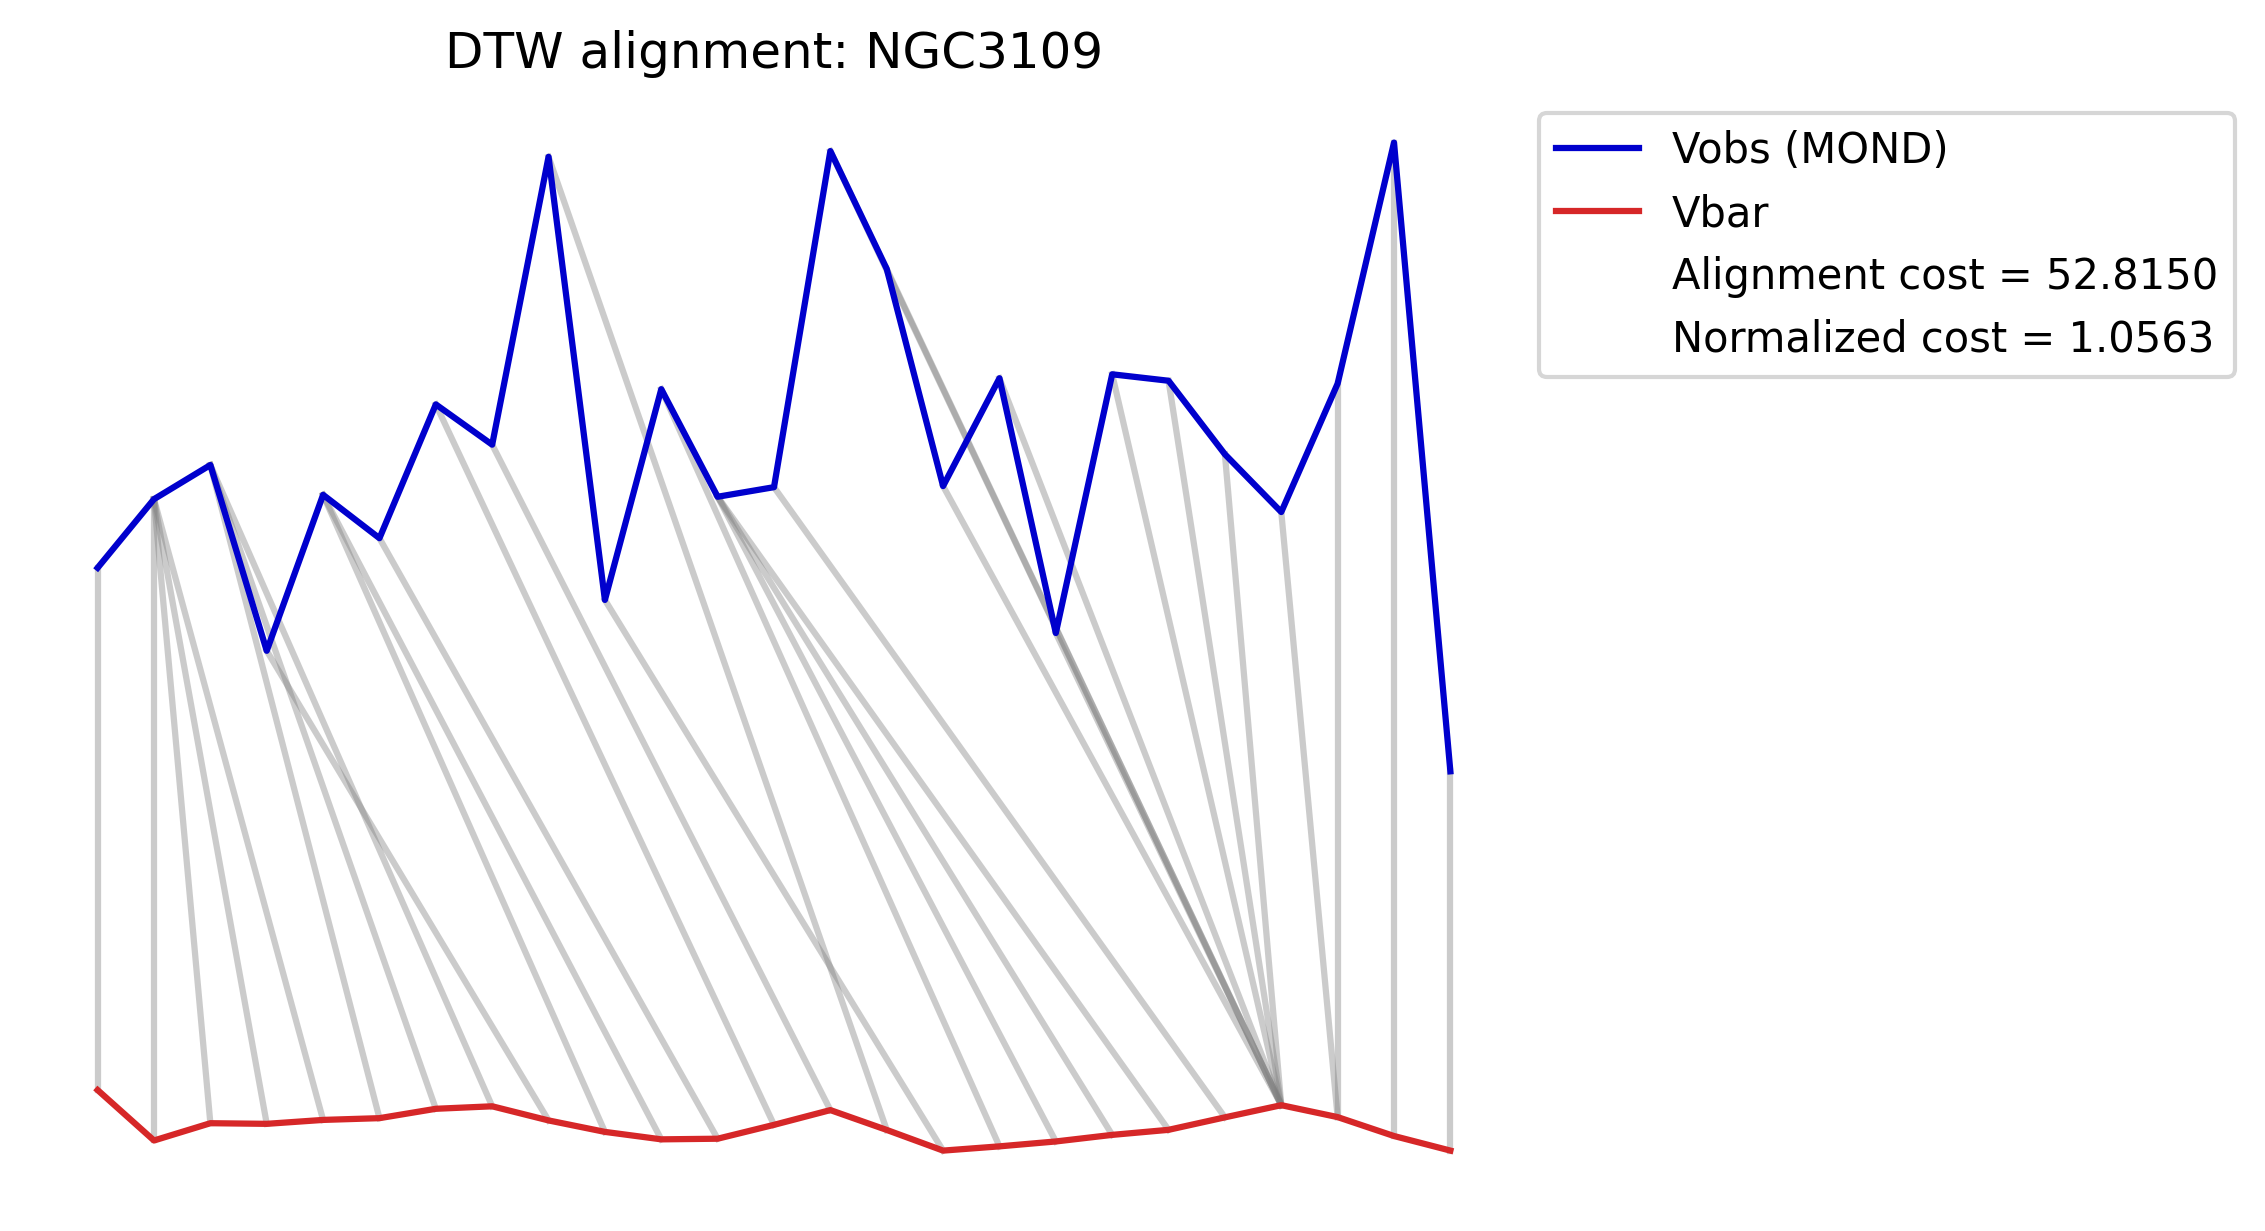 DTW alignment: NGC3109
Vobs (MOND)
Vbar
Alignment cost = 52.8150
Normalized cost = 1.0563